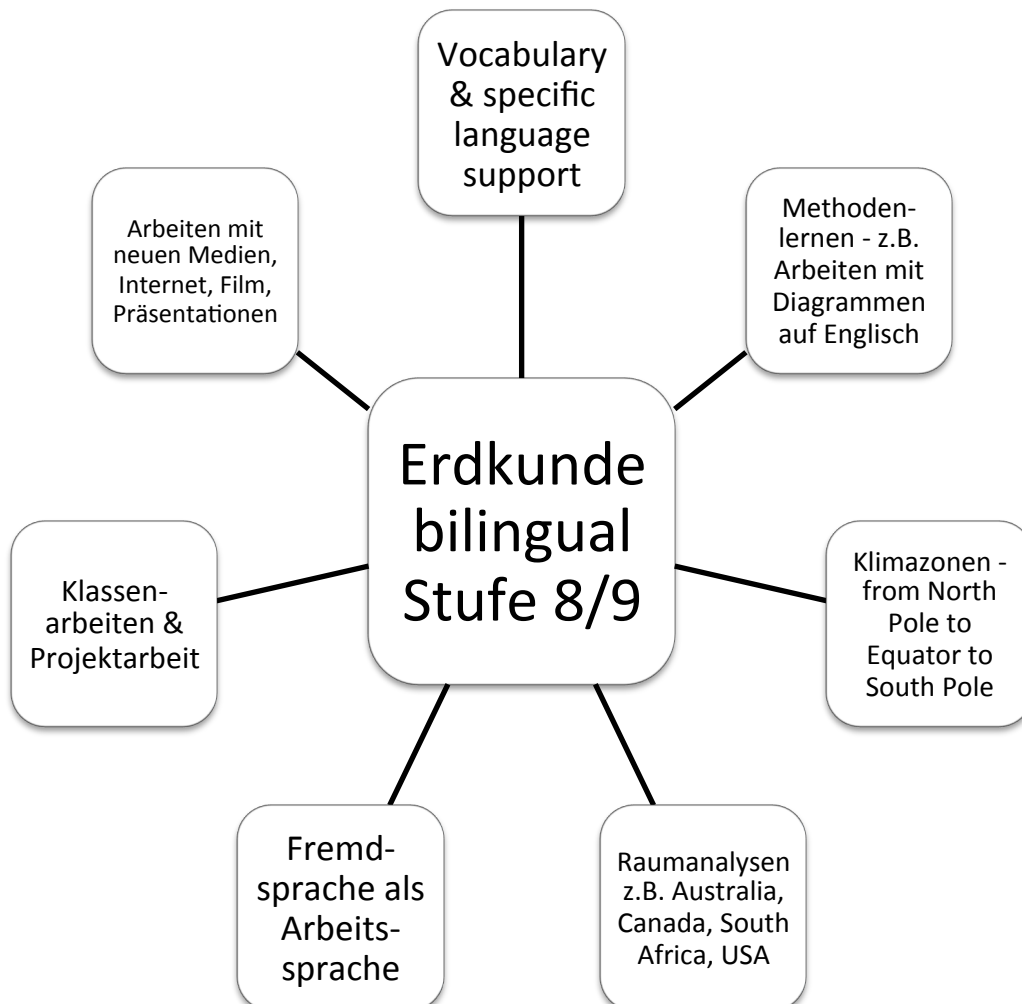 Vocabulary
& specific
language
support
Methoden-
lernen - z.B.
Arbeiten mit
Diagrammen
auf Englisch
Klimazonen -
from North
Pole to
Equator to
South Pole
Raumanalysen
z.B. Australia,
Canada, South
Africa, USA
Fremd-
sprache als
Arbeits-
sprache
Klassen-
arbeiten &
Projektarbeit
Arbeiten mit
neuen Medien,
Internet, Film,
Präsentationen
Erdkunde
bilingual
Stufe 8/9